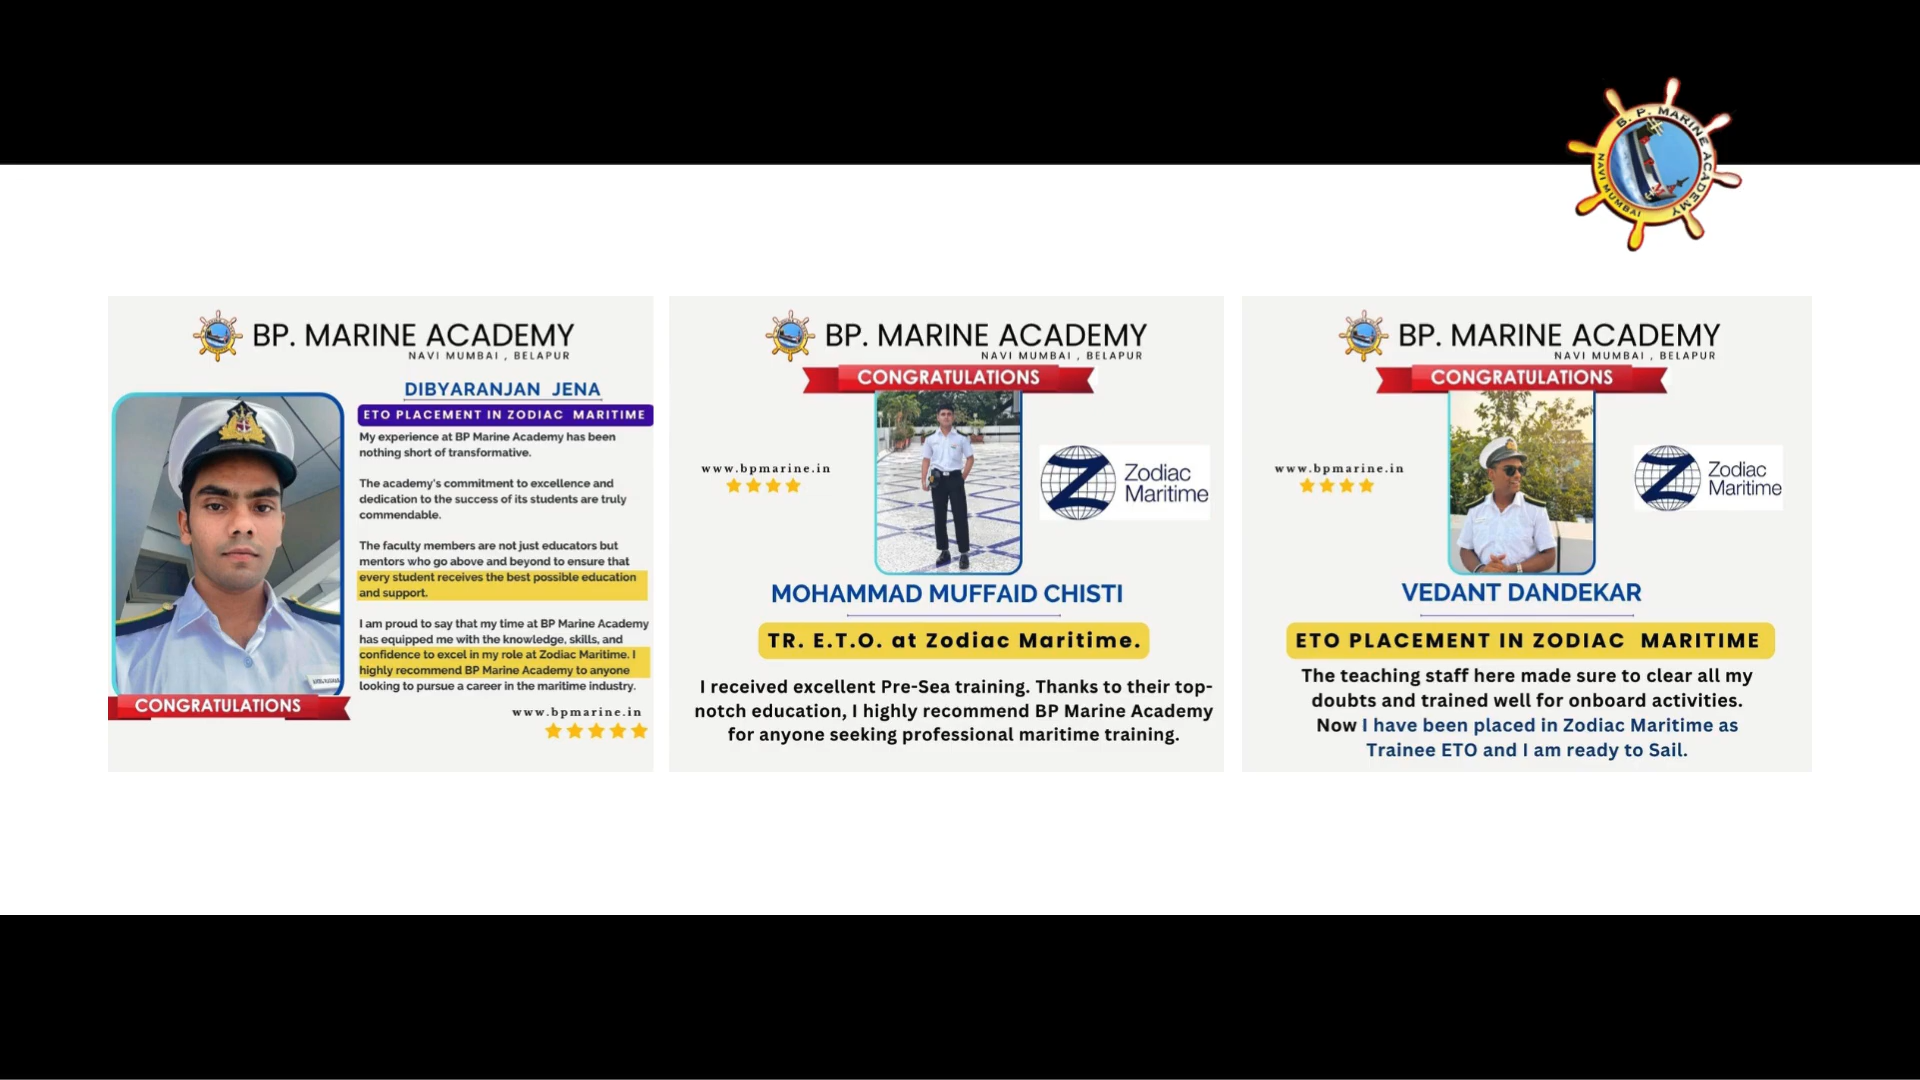 B. P. MARINE ACADEMY
NAVI MUMBAI
BP. MARINE ACADEMY
NAVI MUMBAI , BELAPUR
DIBYARANJAN JENA
ETO PLACEMENT IN ZODIAC MARITIME
My experience at BP Marine Academy has been
nothing short of transformative.
The academy's commitment to excellence and
dedication to the success of its students are truly
commendable.
The faculty members are not just educators but
mentors who go above and beyond to ensure that
every student receives the best possible education
and support.
I am proud to say that my time at BP Marine Academy
has equipped me with the knowledge, skills, and
confidence to excel in my role at Zodiac Maritime. I
highly recommend BP Marine Academy to anyone
looking to pursue a career in the maritime industry.
CONGRATULATIONS
www.bpmarine.in
BP. MARINE ACADEMY
NAVI MUMBAI , BELAPUR
CONGRATULATIONS
www.bpmarine.in
Zodiac
Maritime
MOHAMMAD MUFFAID CHISTI
TR. E.T.O. at Zodiac Maritime.
I received excellent Pre-Sea training. Thanks to their top-
notch education, I highly recommend BP Marine Academy
for anyone seeking professional maritime training.
BP. MARINE ACADEMY
NAVI MUMBAI , BELAPUR
CONGRATULATIONS
www.bpmarine.in
Zodiac
Maritime
VEDANT DANDEKAR
ETO PLACEMENT IN ZODIAC MARITIME
The teaching staff here made sure to clear all my
doubts and trained well for onboard activities.
Now I have been placed in Zodiac Maritime as
Trainee ETO and I am ready to Sail.